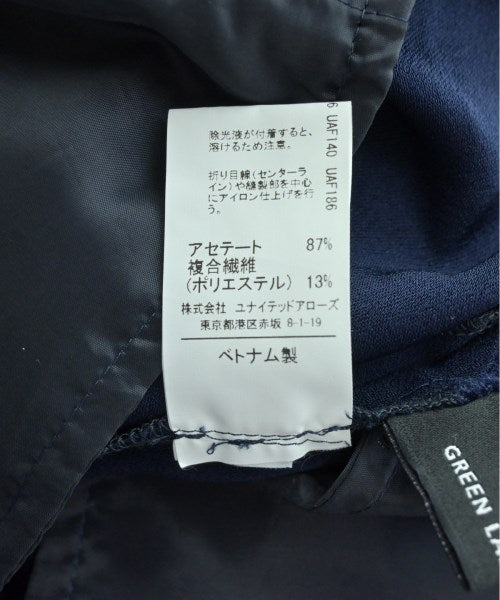 除光液が付着すると、
溶けるため注意。
折り目線(センターラ
イン)や縫製部を中心
にアイロン仕上げを行
う。
6 UAF140 UAF186
アセテート 87%
複合繊維
(ポリエステル) 13%
株式会社 ユナイテッドアローズ
東京都港区赤坂 8-1-19
ベトナム製
GREEN LA